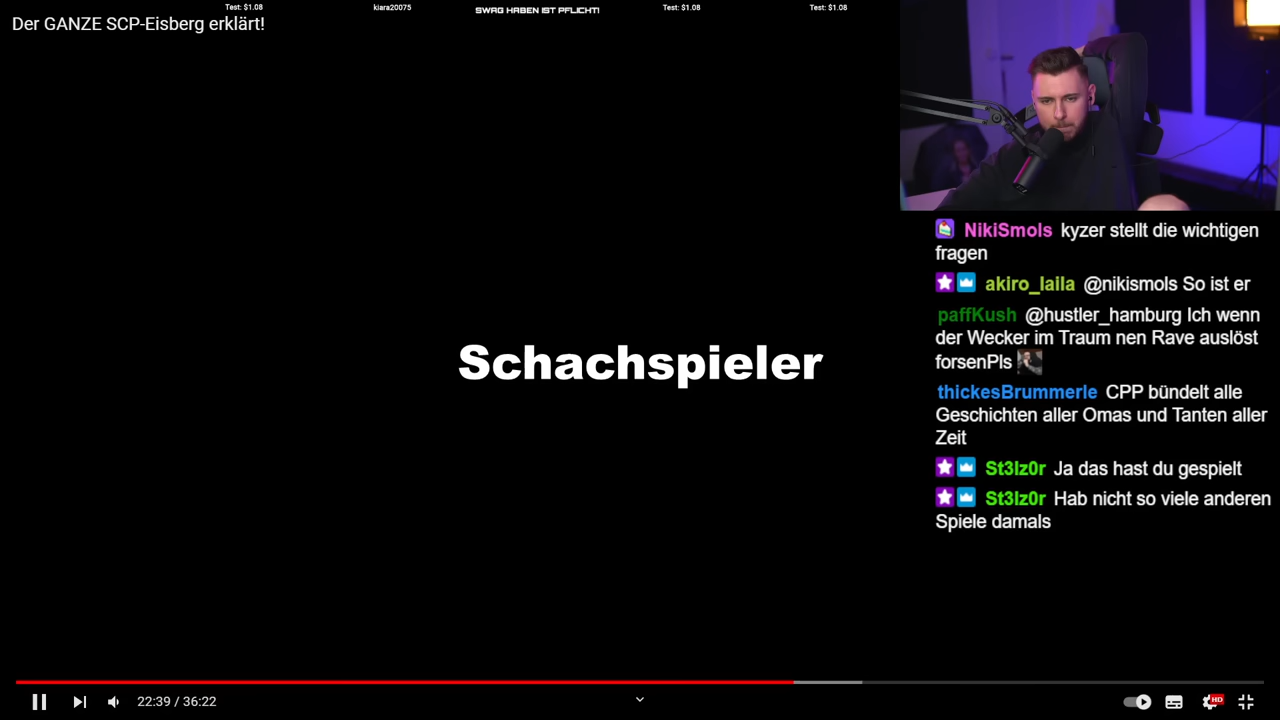 Test: $1.08
kiara20075
SWAG HABEN IST PFLICHT!
Test: $1.08
Test: $1.08
Der GANZE SCP-Eisberg erklärt!
Schachspieler
NikiSmols kyzer stellt die wichtigen
fragen
akiro_laila @nikismols So ist er
paffKush @hustler_hamburg Ich wenn
der Wecker im Traum nen Rave auslöst
forsenPls
thickesBrummerle CPP bündelt alle
Geschichten aller Omas und Tanten aller
Zeit
St3lz0r Ja das hast du gespielt
St3lz0r Hab nicht so viele anderen
Spiele damals
22:39 / 36:22
HD